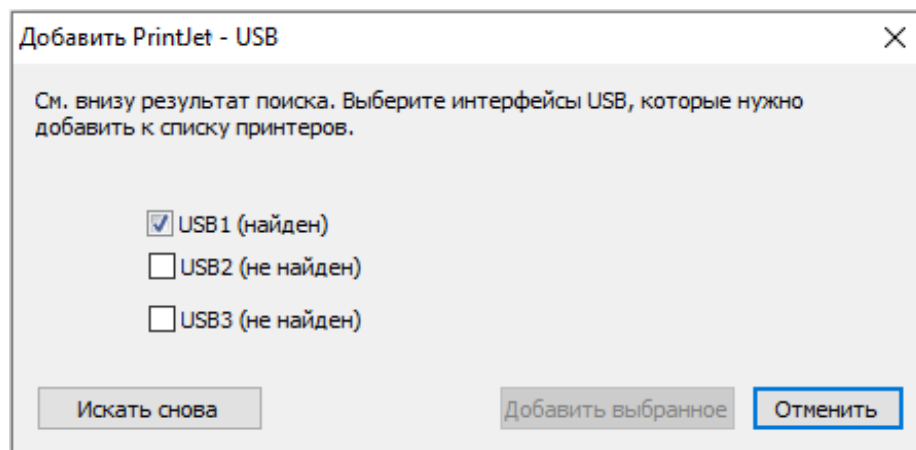 Добавить PrintJet - USB
См. внизу результат поиска. Выберите интерфейсы USB, которые нужно
добавить к списку принтеров.
USB1 (найден)
USB2 (не найден)
USB3 (не найден)
Искать снова Добавить выбранное Отменить